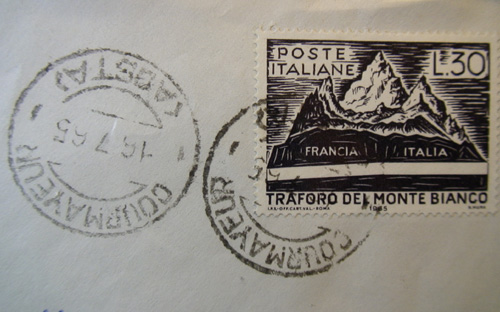 POSTE
ITALIANE
L.30
FRANCIA ITALIA
TRAFORO DEL MONTE BIANCO
1965
COURMAYEUR
(AOSTA)
16.7.65
COURMAYEUR